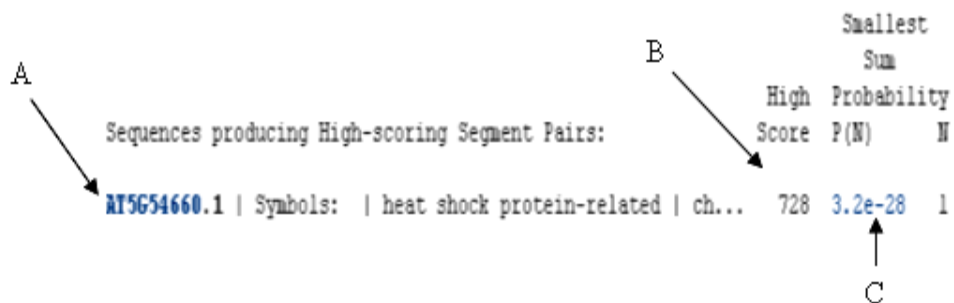 Smallest
Sum
High Probability
Sequences producing High-scoring Segment Pairs: Score P(N) N
AT5G54660.1 | Symbols: | heat shock protein-related | ch... 728 3.2e-28 1
A
B
C